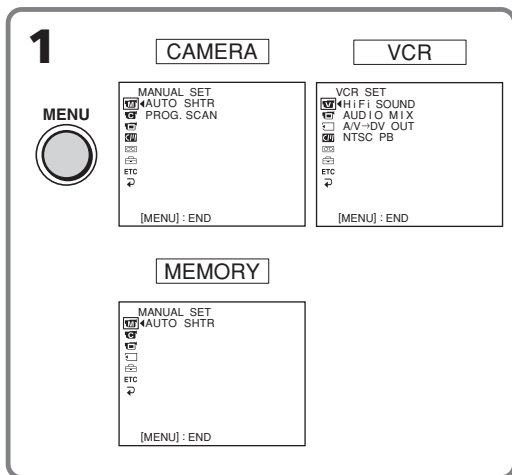 1
CAMERA
VCR
MENU
MANUAL SET
AUTO SHTR
PROG. SCAN
ETC
[MENU] : END
VCR SET
HiFi SOUND
AUDIO MIX
A/V→DV OUT
NTSC PB
ETC
[MENU] : END
MEMORY
MANUAL SET
AUTO SHTR
ETC
[MENU] : END